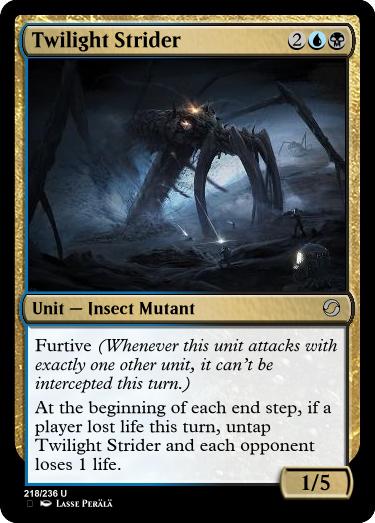 Twilight Strider 2
Unit — Insect Mutant
Furtive (Whenever this unit attacks with
exactly one other unit, it can't be
intercepted this turn.)
At the beginning of each end step, if a
player lost life this turn, untap
Twilight Strider and each opponent
loses 1 life.
1/5
218/236 U
Lasse Perälä